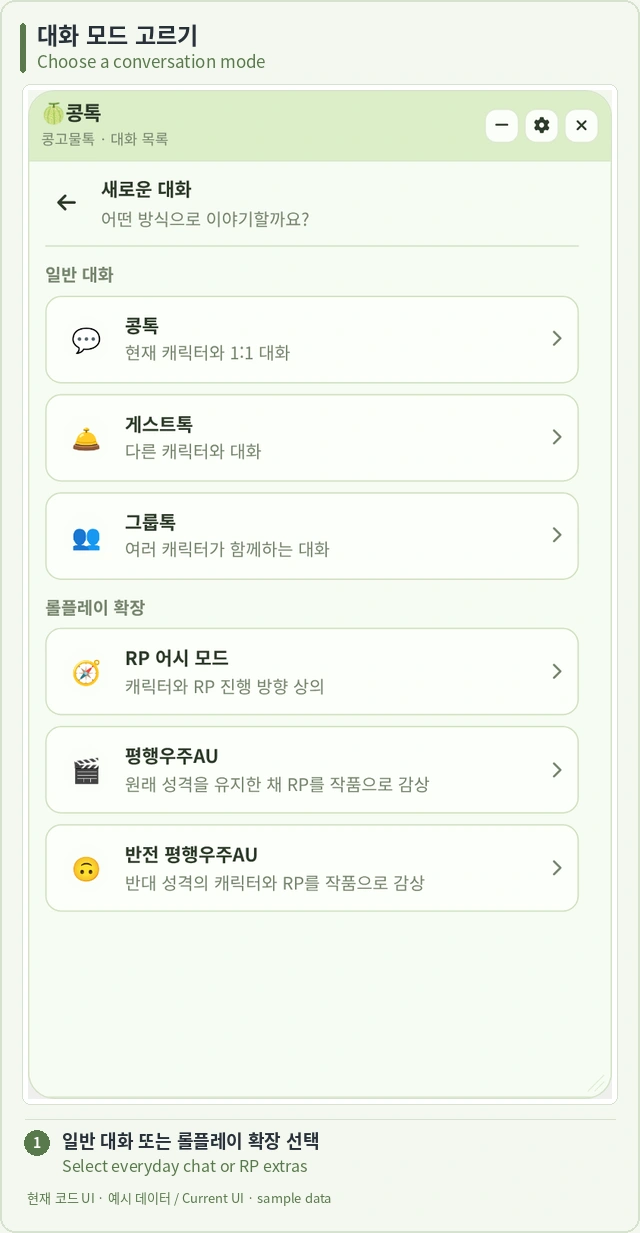 대화 모드 고르기
Choose a conversation mode
콩톡
콩고물톡 · 대화 목록
새로운 대화
어떤 방식으로 이야기할까요?
일반 대화
콩톡
현재 캐릭터와 1:1 대화
게스트톡
다른 캐릭터와 대화
그룹톡
여러 캐릭터가 함께하는 대화
롤플레이 확장
RP 어시 모드
캐릭터와 RP 진행 방향 상의
평행우주AU
원래 성격을 유지한 채 RP를 작품으로 감상
반전 평행우주AU
반대 성격의 캐릭터와 RP를 작품으로 감상
1 일반 대화 또는 롤플레이 확장 선택
Select everyday chat or RP extras
현재 코드 UI · 예시 데이터 / Current UI · sample data